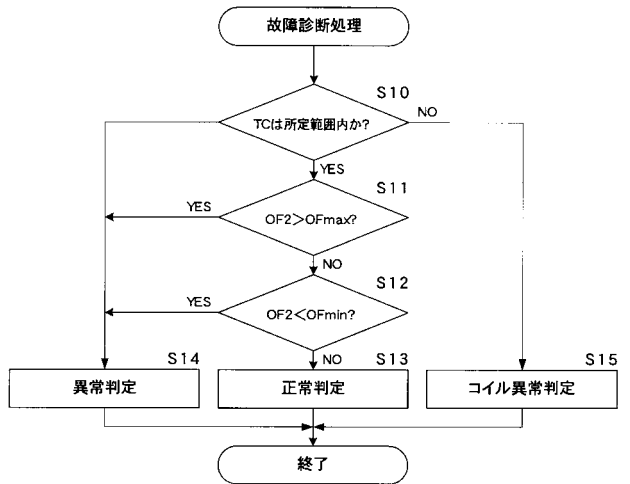 故障診断処理
S10
TCは所定範囲内か?
NO
YES
S11
YES
OF2>OFmax?
NO
S12
YES
OF2<OFmin?
NO
S14
S13
S15
異常判定
正常判定
コイル異常判定
終了